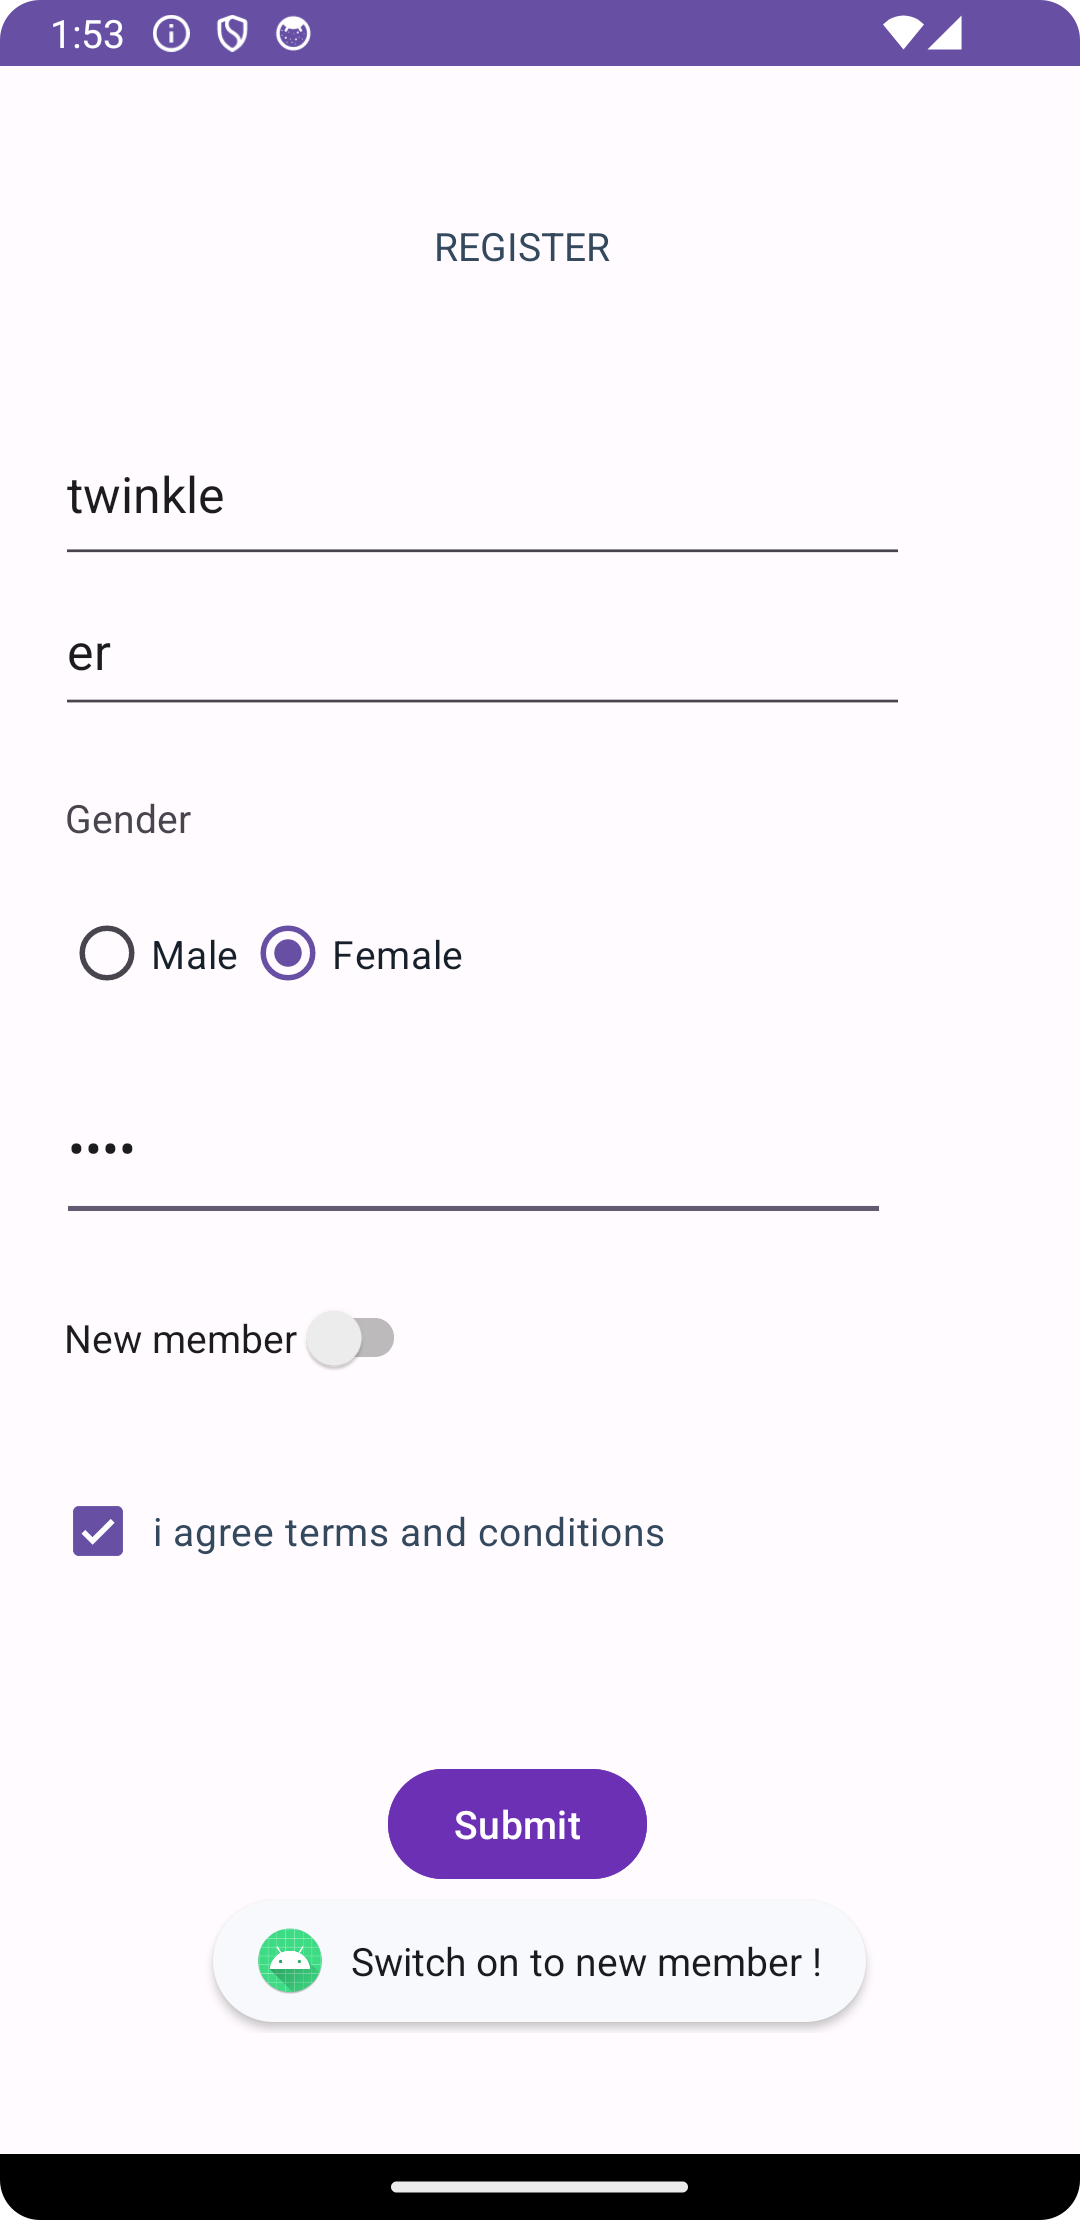 1:53
REGISTER
twinkle
er
Gender
Male Female
••••
New member
i agree terms and conditions
Submit
Switch on to new member !